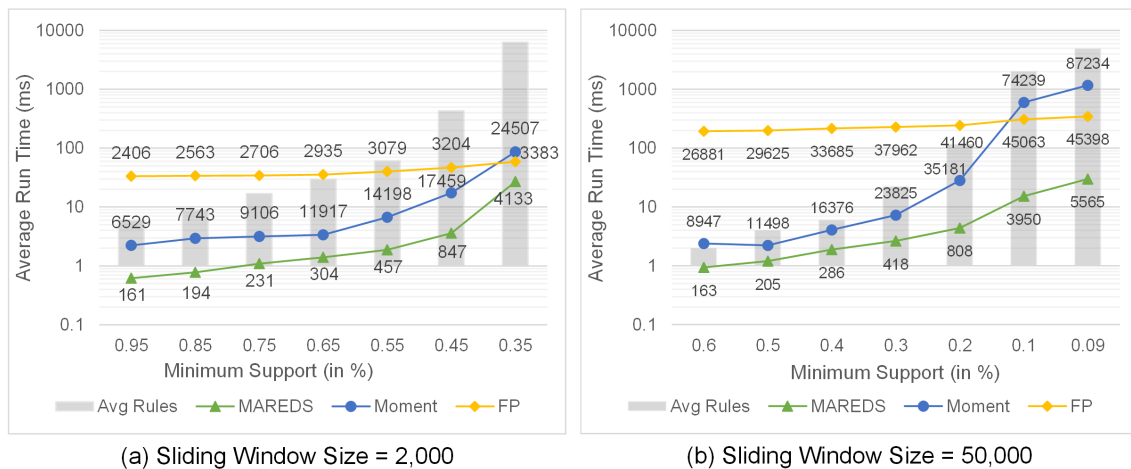 10000
1000
100
10
1
0.1
Average Run Time (ms)
2406 2563 2706 2935 3079 3204 24507
3383
6529 7743 9106 11917 14198 17459 4133
161 194 231 304 457 847
0.95 0.85 0.75 0.65 0.55 0.45 0.35
Minimum Support (in %)
Avg Rules MAREDS Moment FP
(a) Sliding Window Size = 2,000
10000
1000
100
10
1
0.1
Average Run Time (ms)
74239 87234
26881 29625 33685 37962 41460 45063 45398
8947 11498 16376 23825 35181
163 205 286 418 808 3950 5565
0.6 0.5 0.4 0.3 0.2 0.1 0.09
Minimum Support (in %)
Avg Rules MAREDS Moment FP
(b) Sliding Window Size = 50,000